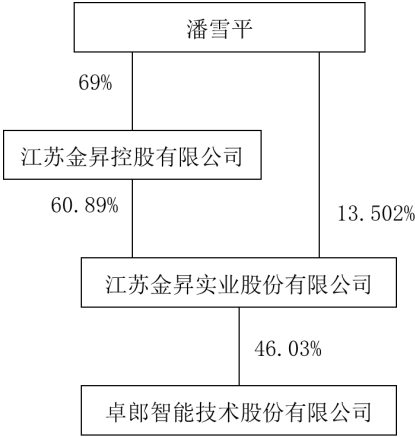 潘雪平
69%
江苏金昇控股有限公司
60.89%
13.502%
江苏金昇实业股份有限公司
46.03%
卓郎智能技术股份有限公司